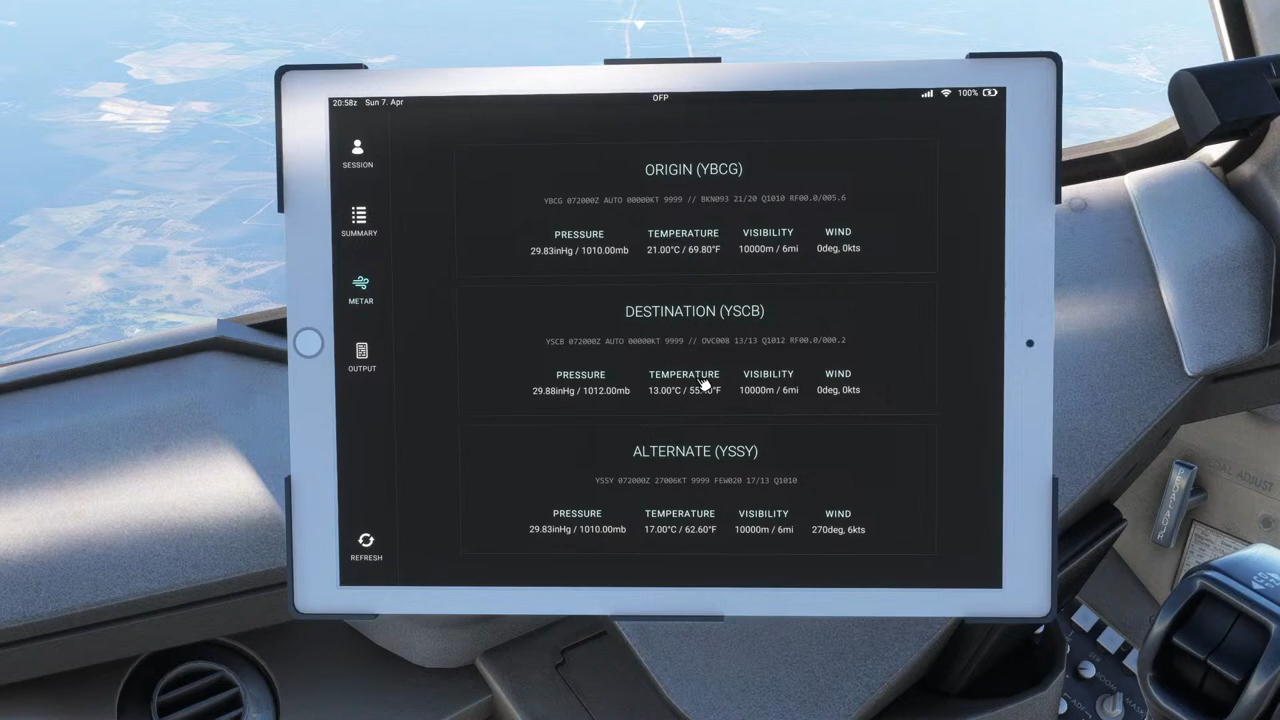 20:58z Sun 7. Apr
OFP
100%
SESSION
SUMMARY
METAR
OUTPUT
REFRESH
ORIGIN (YBCG)
YBCG 072000Z AUTO 00000KT 9999 // BKN093 21/20 Q1010 RF00.0/005.6
PRESSURE TEMPERATURE VISIBILITY WIND
29.83inHg / 1010.00mb 21.00°C / 69.80°F 10000m / 6mi 0deg, 0kts
DESTINATION (YSCB)
YSCB 072000Z AUTO 00000KT 9999 // OVC008 13/13 Q1012 RF00.0/000.2
PRESSURE TEMPERATURE VISIBILITY WIND
29.88inHg / 1012.00mb 13.00°C / 10000m / 6mi 0deg, 0kts
ALTERNATE (YSSY)
YSSY 072000Z 27006KT 9999 FEW020 17/13 Q1010
PRESSURE TEMPERATURE VISIBILITY WIND
29.83inHg / 1010.00mb 17.00°C / 62.60°F 10000m / 6mi 270deg, 6kts
PEDAL ADJUST
MASK